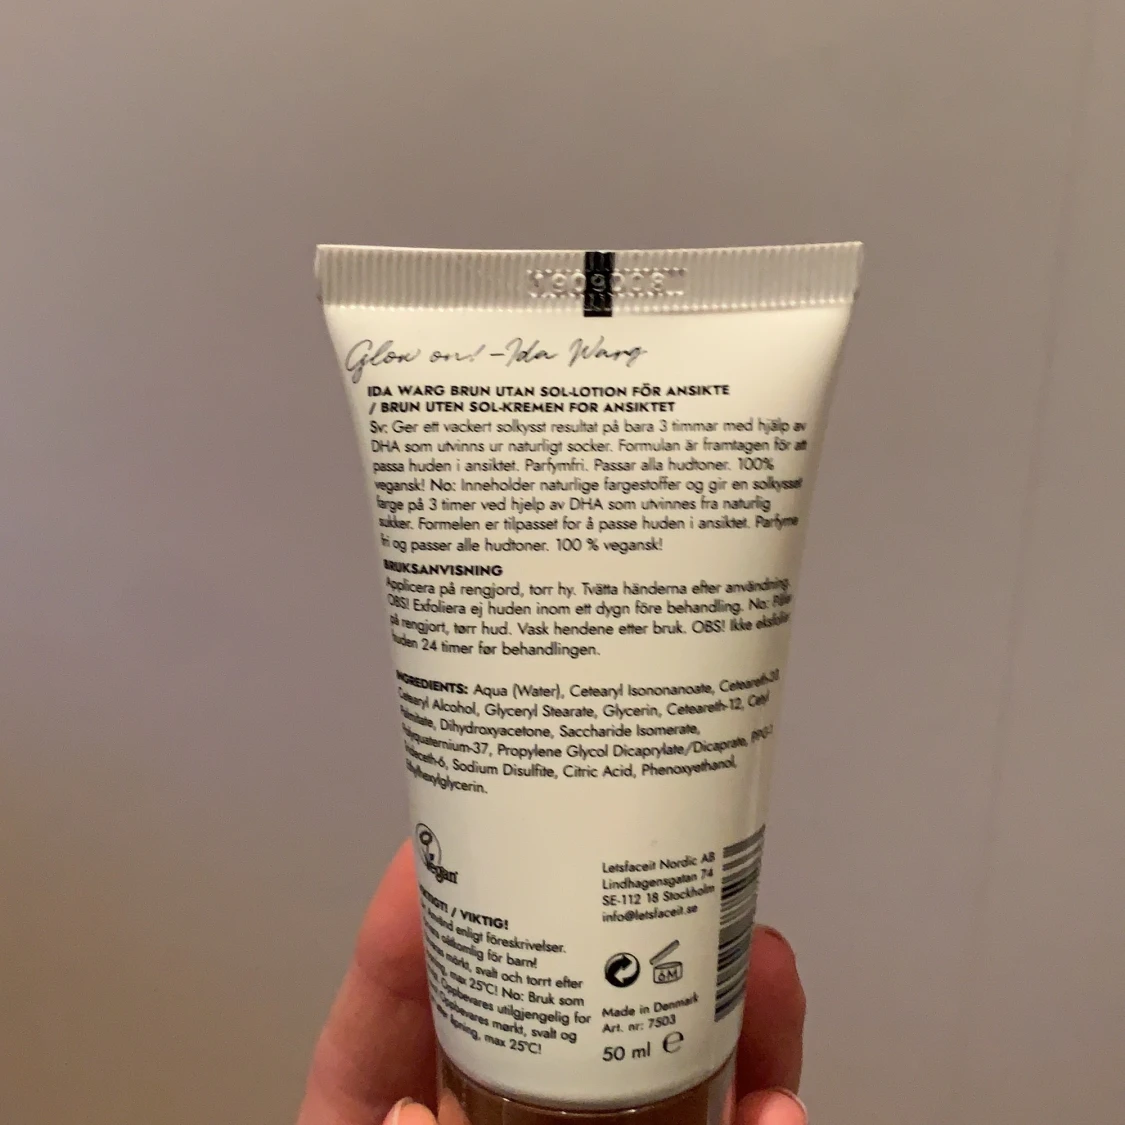 Glow on! -Ida Warg
IDA WARG BRUN UTAN SOL-LOTION FÖR ANSIKTE
/ BRUN UTEN SOL-KREMEN FOR ANSIKTET
Sv: Ger ett vackert solkysst resultat på bara 3 timmar med hjälp av
DHA som utvinns ur naturligt socker. Formulan är framtagen för att
passa huden i ansiktet. Parfymfri. Passar alla hudtoner. 100%
vegansk! No: Inneholder naturlige fargestoffer og gir en solkysset
farge på 3 timer ved hjelp av DHA som utvinnes fra naturlig
sukker. Formelen er tilpasset for å passe huden i ansiktet. Parfyme
fri og passer alle hudtoner. 100 % vegansk!
BRUKSANVISNING
Applicera på rengjord, torr hy. Tvätta händerna efter användning.
OBS! Exfoliera ej huden inom ett dygn före behandling. No:
på rengjort, tørr hud. Vask hendene etter bruk. OBS! Ikke
huden 24 timer før behandlingen.
INGREDIENTS: Aqua (Water), Cetearyl Isononanoate, Ceteareth-20,
Cetearyl Alcohol, Glyceryl Stearate, Glycerin, Ceteareth-12, Cetyl
Palmitate, Dihydroxyacetone, Saccharide Isomerate,
Polyquaternium-37, Propylene Glycol Dicaprylate/Dicaprate,
Sodium Disulfite, Citric Acid, Phenoxyethanol,
Ethylhexylglycerin.
Vegan
VIKTIGT! / VIKTIG!
Använd enligt föreskrivelser.
oåtkomlig för barn!
mörkt, svalt och torrt efter
max 25°C! No: Bruk som
Oppbevares utilgjengelig for
Oppbevares mørkt, svalt og
åpning, max 25°C!
Letsfaceit Nordic AB
Lindhagensgatan 74
SE-112 18 Stockholm
info@letsfaceit.se
6M
Made in Denmark
Art. nr: 7503
50 ml e